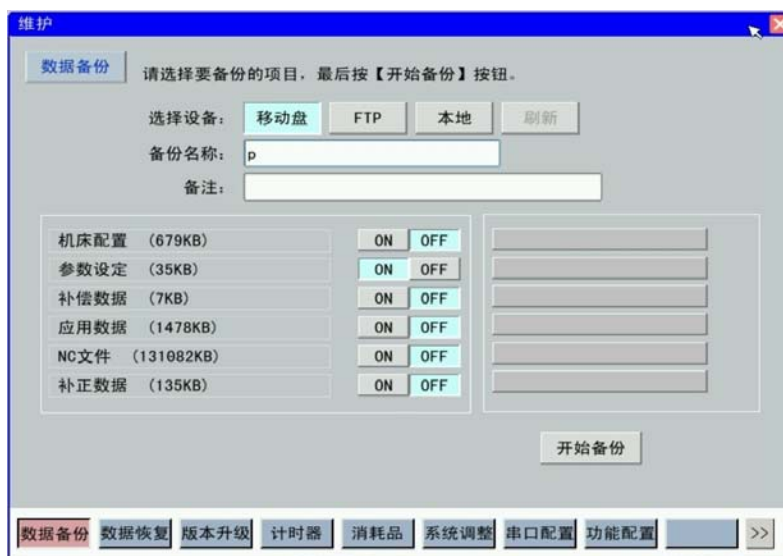 维护
数据备份 请选择要备份的项目，最后按【开始备份】按钮。
选择设备： 移动盘 FTP 本地 刷新
备份名称： p
备注：
机床配置 (679KB) ON OFF
参数设定 (35KB) ON OFF
补偿数据 (7KB) ON OFF
应用数据 (1478KB) ON OFF
NC文件 (131082KB) ON OFF
补正数据 (135KB) ON OFF
开始备份
数据备份 数据恢复 版本升级 计时器 消耗品 系统调整 串口配置 功能配置 >>